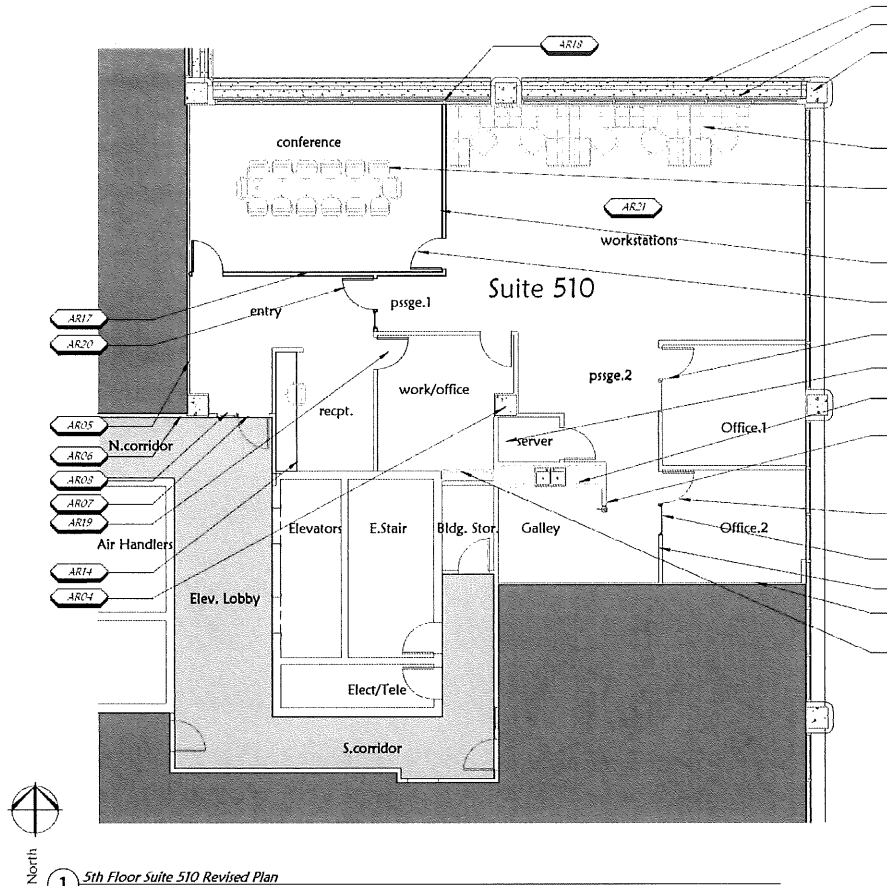 AR18
conference
AR21
workstations
Suite 510
AR17
entry
pssge.1
AR20
work/office
pssge.2
recpt.
AR05
N.corridor
server
Office.1
AR06
AR08
AR07
AR19
Air Handlers
Elevators
E.Stair
Bldg. Stor.
Galley
Office.2
AR14
AR04
Elev. Lobby
Elect/Tele
S.corridor
North
1
5th Floor Suite 510 Revised Plan